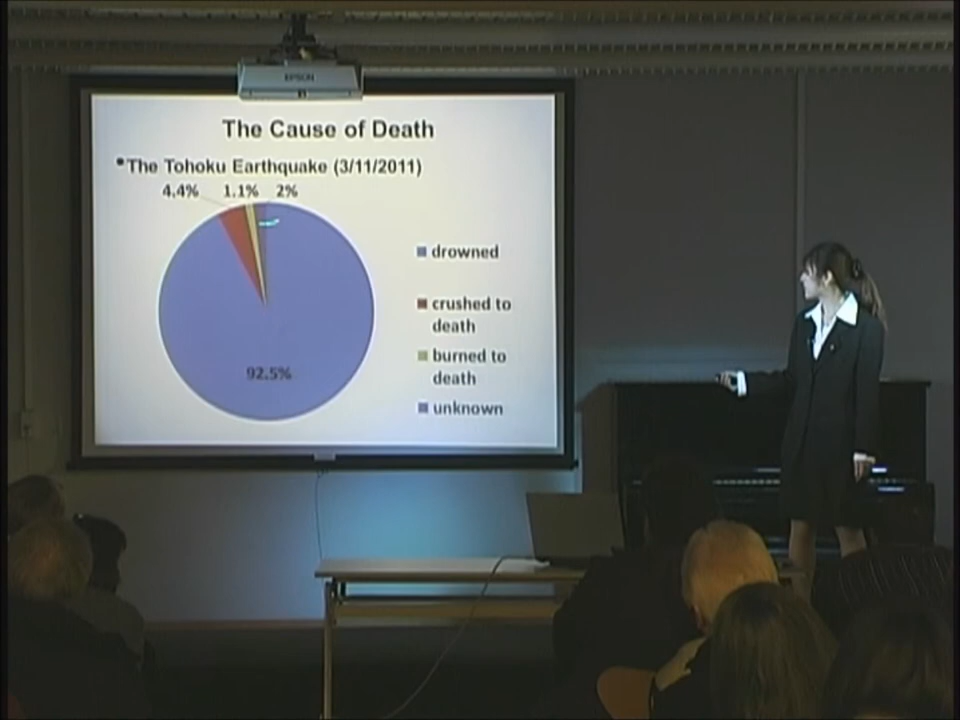 EPSON
The Cause of Death
•The Tohoku Earthquake (3/11/2011)
4.4% 1.1% 2%
92.5%
drowned
crushed to
death
burned to
death
unknown